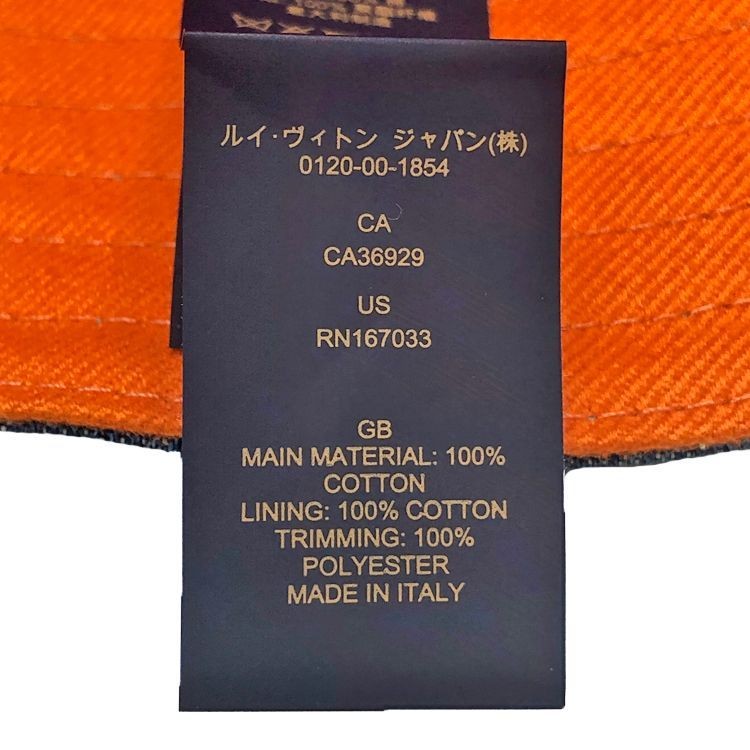 ルイ・ヴィトン ジャパン(株)
0120-00-1854
CA
CA36929
US
RN167033
GB
MAIN MATERIAL: 100%
COTTON
LINING: 100% COTTON
TRIMMING: 100%
POLYESTER
MADE IN ITALY